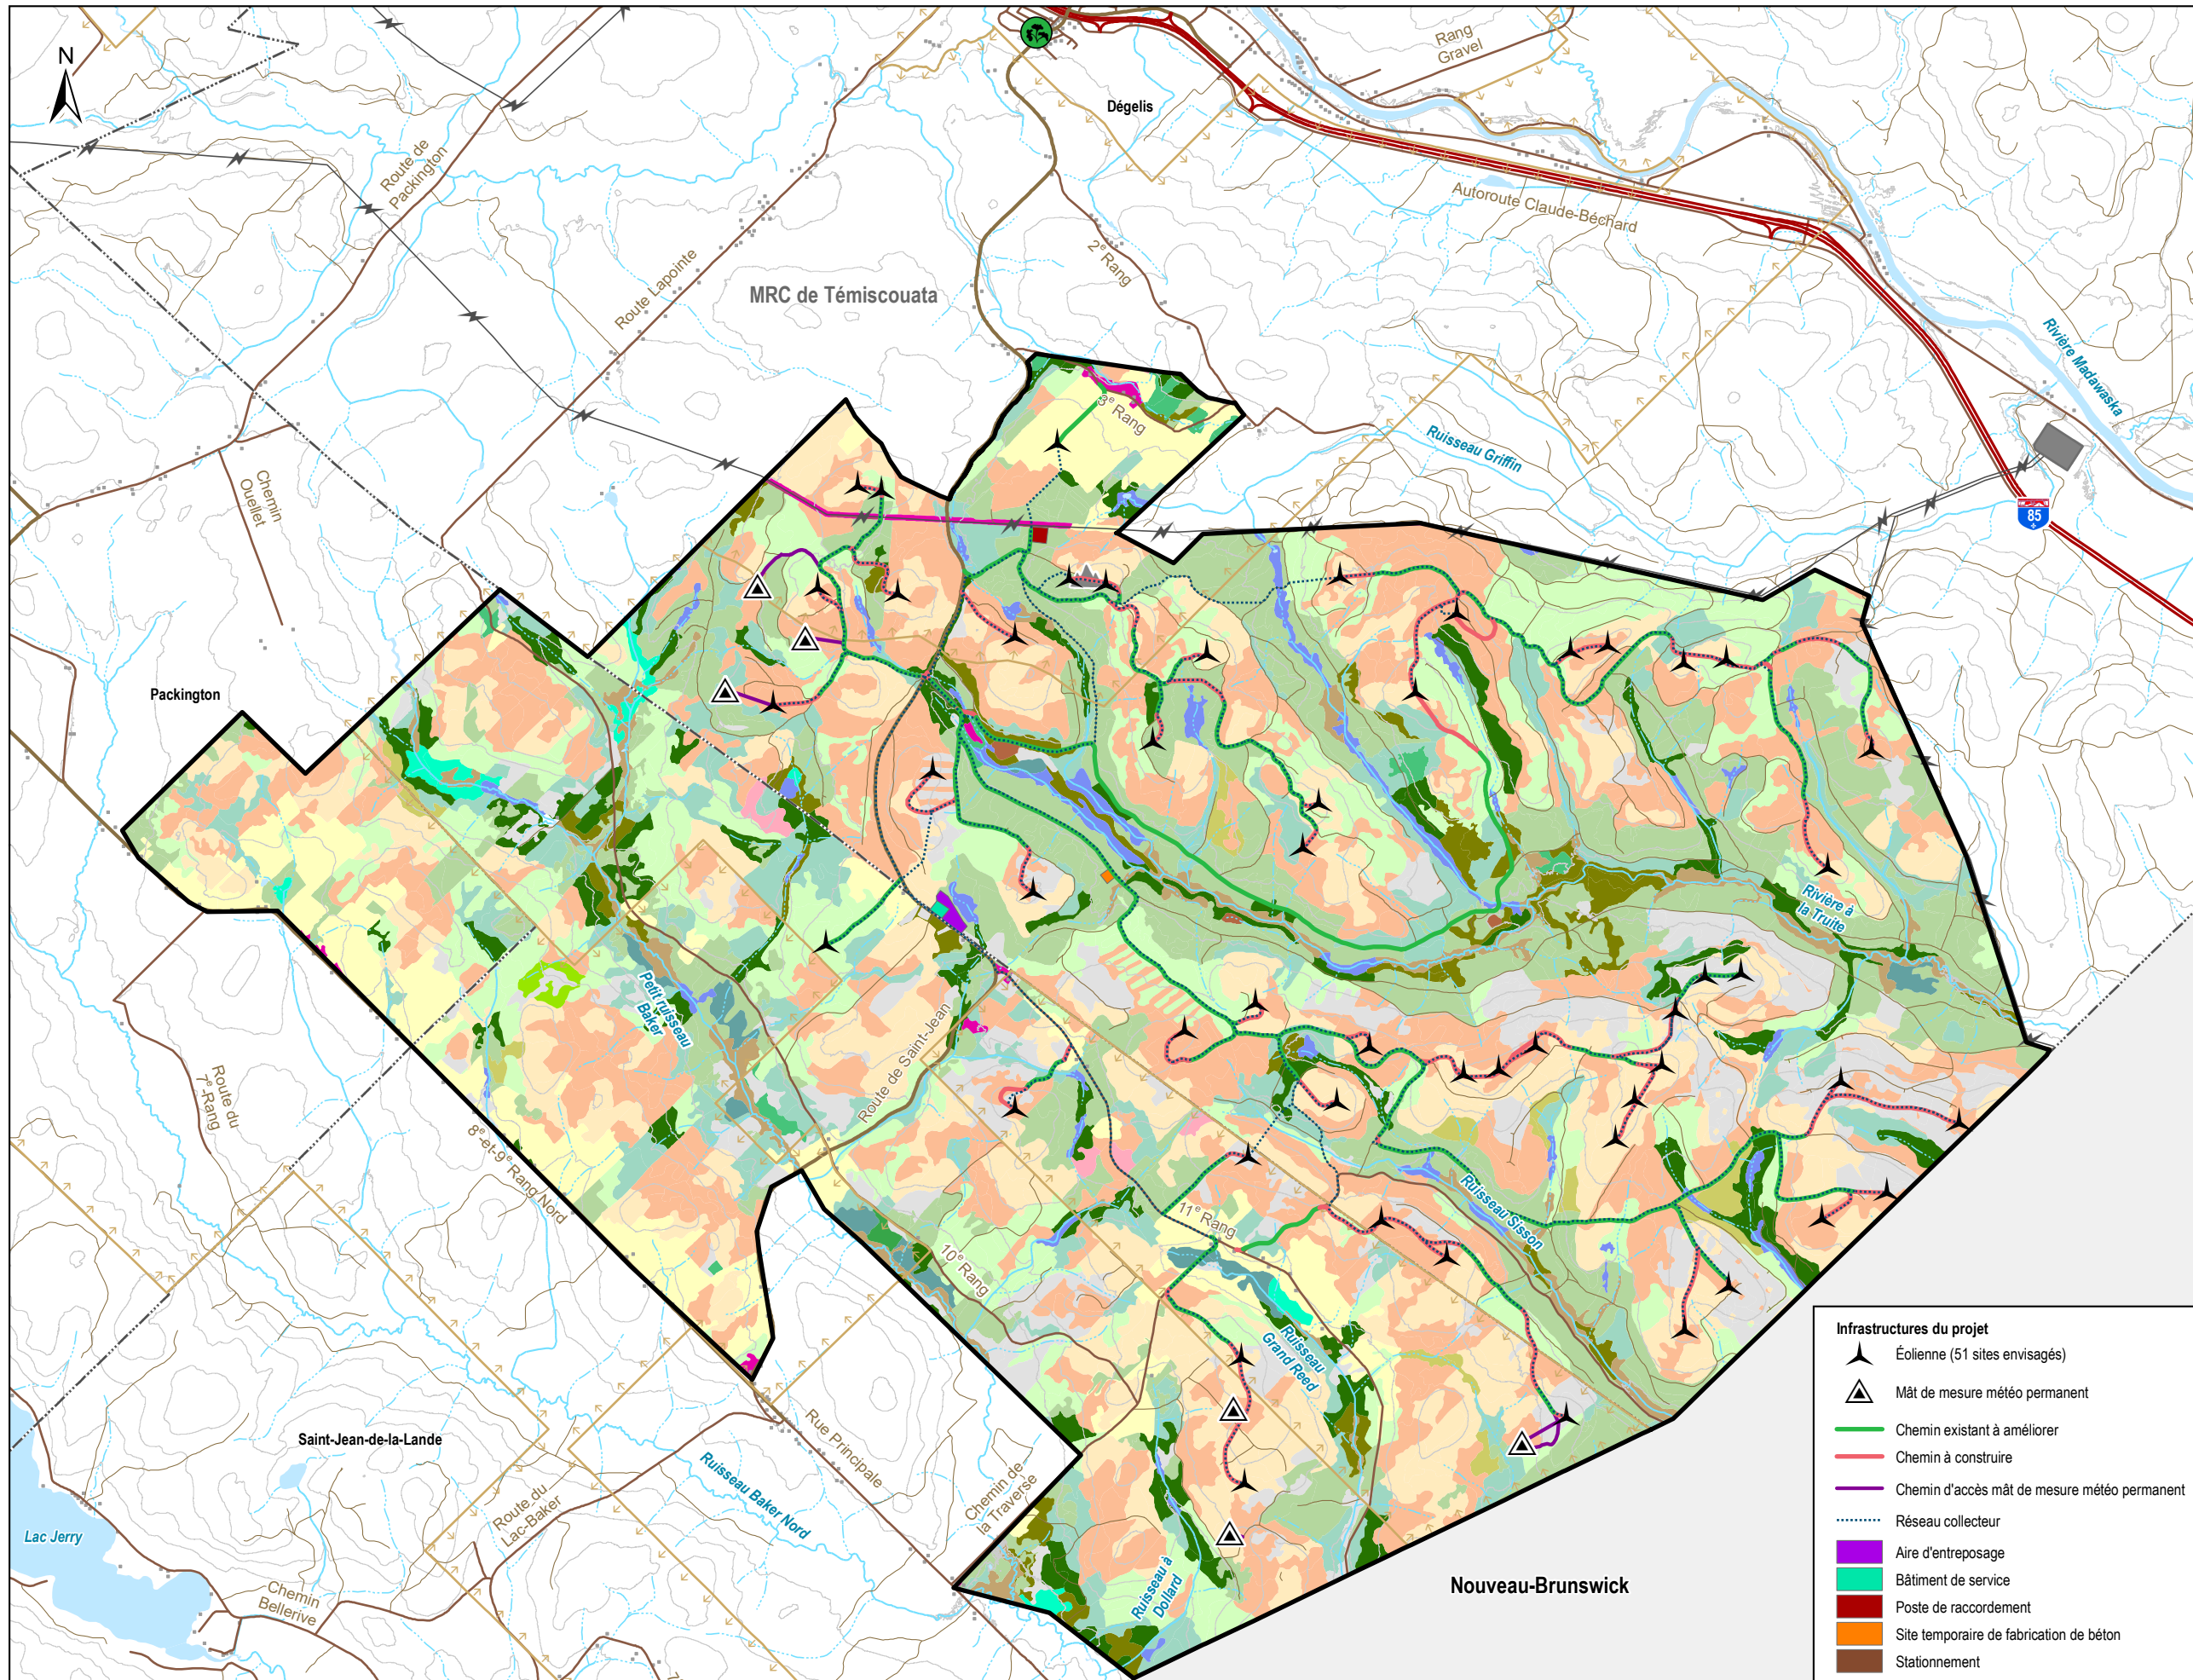 N
Rang
Gravel
Dégelis
Route de
Packington
Autoroute Claude-Béchard
2e Rang
Route Lapointe
MRC de Témiscouata
Rivière Madawaska
3e Rang
Ruisseau Griffin
Chemin
Ouellet
85
Packington
Rivière à
la Truite
Petit ruisseau
Baker
Route de Saint-Jean
Route du
7e-Rang
8e-et-9e Rang Nord
Ruisseau Sisson
11e Rang
10e Rang
Ruisseau
Grand Reed
Saint-Jean-de-la-Lande
Rue Principale
Route du
Lac-Baker
Ruisseau Baker Nord
Chemin de
la Traverse
Lac Jerry
Chemin
Bellerive
Ruisseau à
Dollard
Nouveau-Brunswick
Infrastructures du projet
Éolienne (51 sites envisagés)
Mât de mesure météo permanent
Chemin existant à améliorer
Chemin à construire
Chemin d'accès mât de mesure météo permanent
Réseau collecteur
Aire d'entreposage
Bâtiment de service
Poste de raccordement
Site temporaire de fabrication de béton
Stationnement